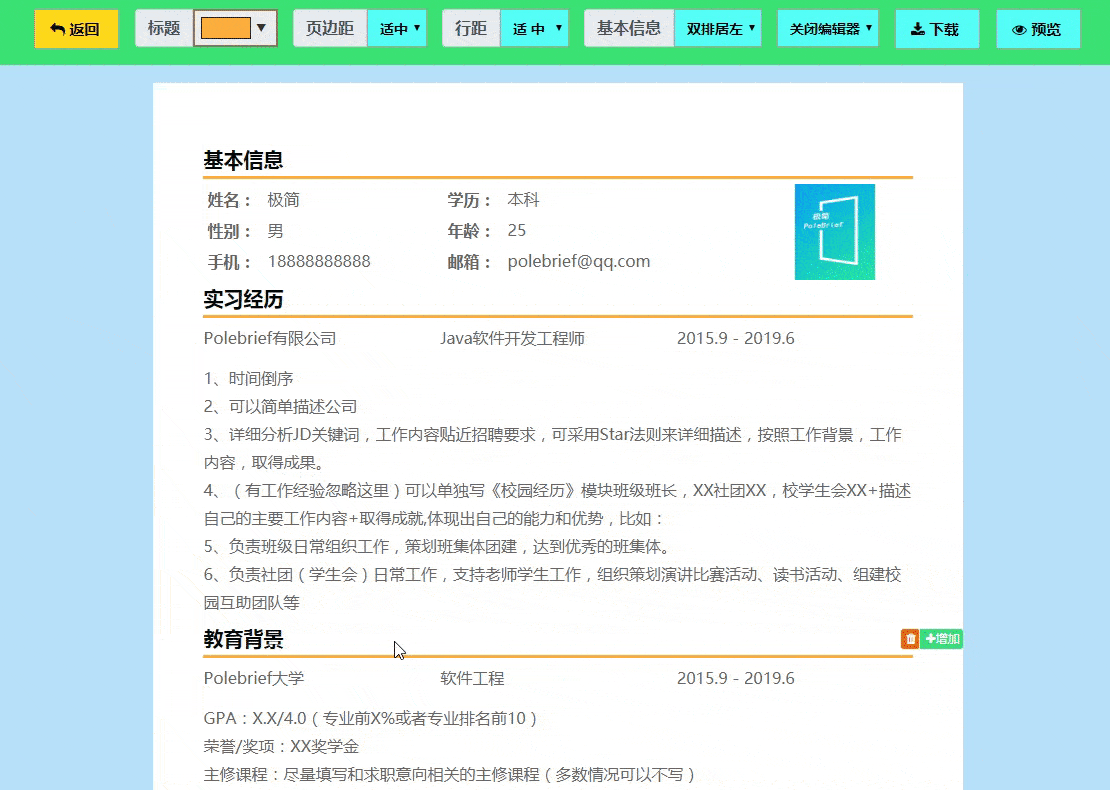 返回 标题 页边距 适中 行距 适 中 基本信息 双排居左 关闭编辑器 下载 预览
基本信息
姓名： 极简 学历： 本科
性别： 男 年龄： 25
手机： 18888888888 邮箱： polebrief@qq.com
极简
PoleBrief
实习经历
Polebrief有限公司 Java软件开发工程师 2015.9 - 2019.6
1、时间倒序
2、可以简单描述公司
3、详细分析JD关键词，工作内容贴近招聘要求，可采用Star法则来详细描述，按照工作背景，工作
内容，取得成果。
4、（有工作经验忽略这里）可以单独写《校园经历》模块班级班长，XX社团XX，校学生会XX+描述
自己的主要工作内容+取得成就,体现出自己的能力和优势，比如：
5、负责班级日常组织工作，策划班集体团建，达到优秀的班集体。
6、负责社团（学生会）日常工作，支持老师学生工作，组织策划演讲比赛活动、读书活动、组建校
园互助团队等
教育背景 增加
Polebrief大学 软件工程 2015.9 - 2019.6
GPA：X.X/4.0（专业前X%或者专业排名前10）
荣誉/奖项：XX奖学金
主修课程：尽量填写和求职意向相关的主修课程（多数情况可以不写）